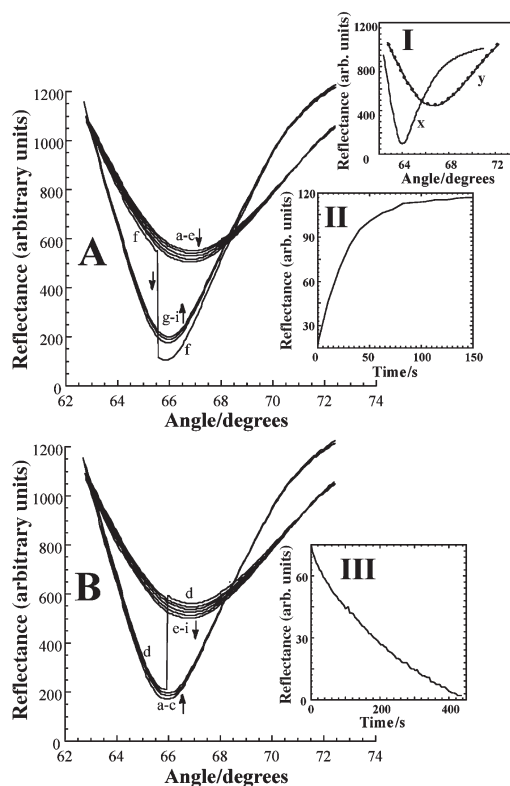 I
Reflectance (arb. units)
1200
800
400
0
x
y
64
68
72
Angle/degrees
A
Reflectance (arbitrary units)
1200
1000
800
600
400
200
0
f
a-e
g-i
f
62
64
66
68
70
72
74
Angle/degrees
II
Reflectance (arb. units)
120
90
60
30
0
50
100
150
Time/s
B
Reflectance (arbitrary units)
1200
1000
800
600
400
200
0
d
e-i
d
a-c
62
64
66
68
70
72
74
Angle/degrees
III
Reflectance (arb. units)
60
30
0
0
200
400
Time/s